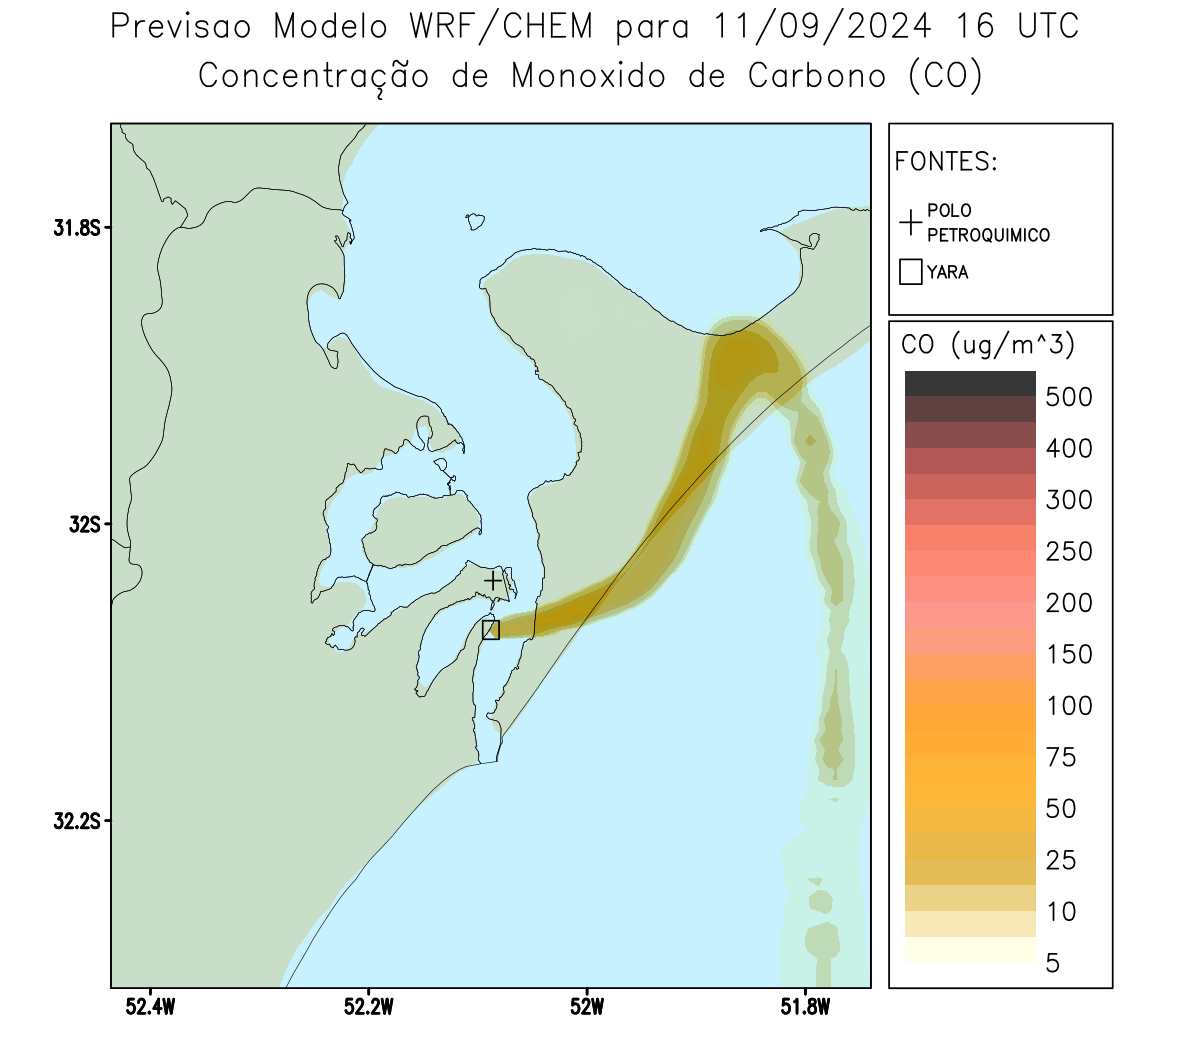 Previsao Modelo WRF/CHEM para 11/09/2024 16 UTC
Concentração de Monoxido de Carbono (CO)
FONTES:
POLO
PETROQUIMICO
YARA
CO (ug/m^3)
500
400
300
250
200
150
100
75
50
25
10
5
31.8S
32S
32.2S
52.4W
52.2W
52W
51.8W